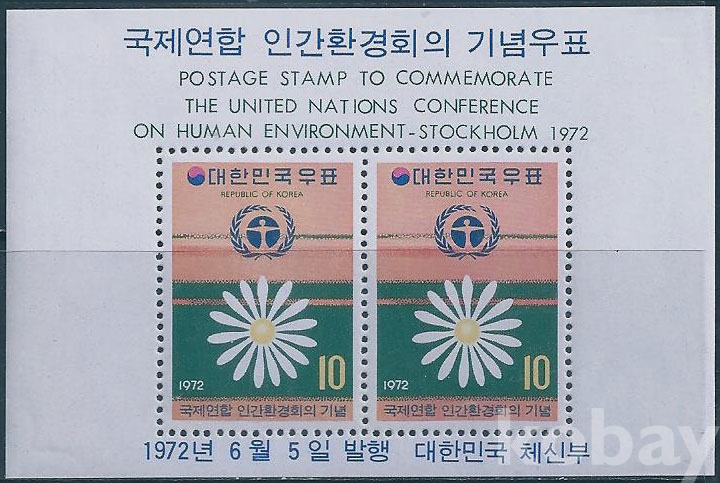 국제연합 인간환경회의 기념우표
POSTAGE STAMP TO COMMEMORATE
THE UNITED NATIONS CONFERENCE
ON HUMAN ENVIRONMENT-STOCKHOLM 1972
대한민국우표
REPUBLIC OF KOREA
1972
10
국제연합 인간환경회의 기념
대한민국우표
REPUBLIC OF KOREA
1972
10
국제연합 인간환경회의 기념
1972년 6월 5일 발행 대한민국 체신부
kobay